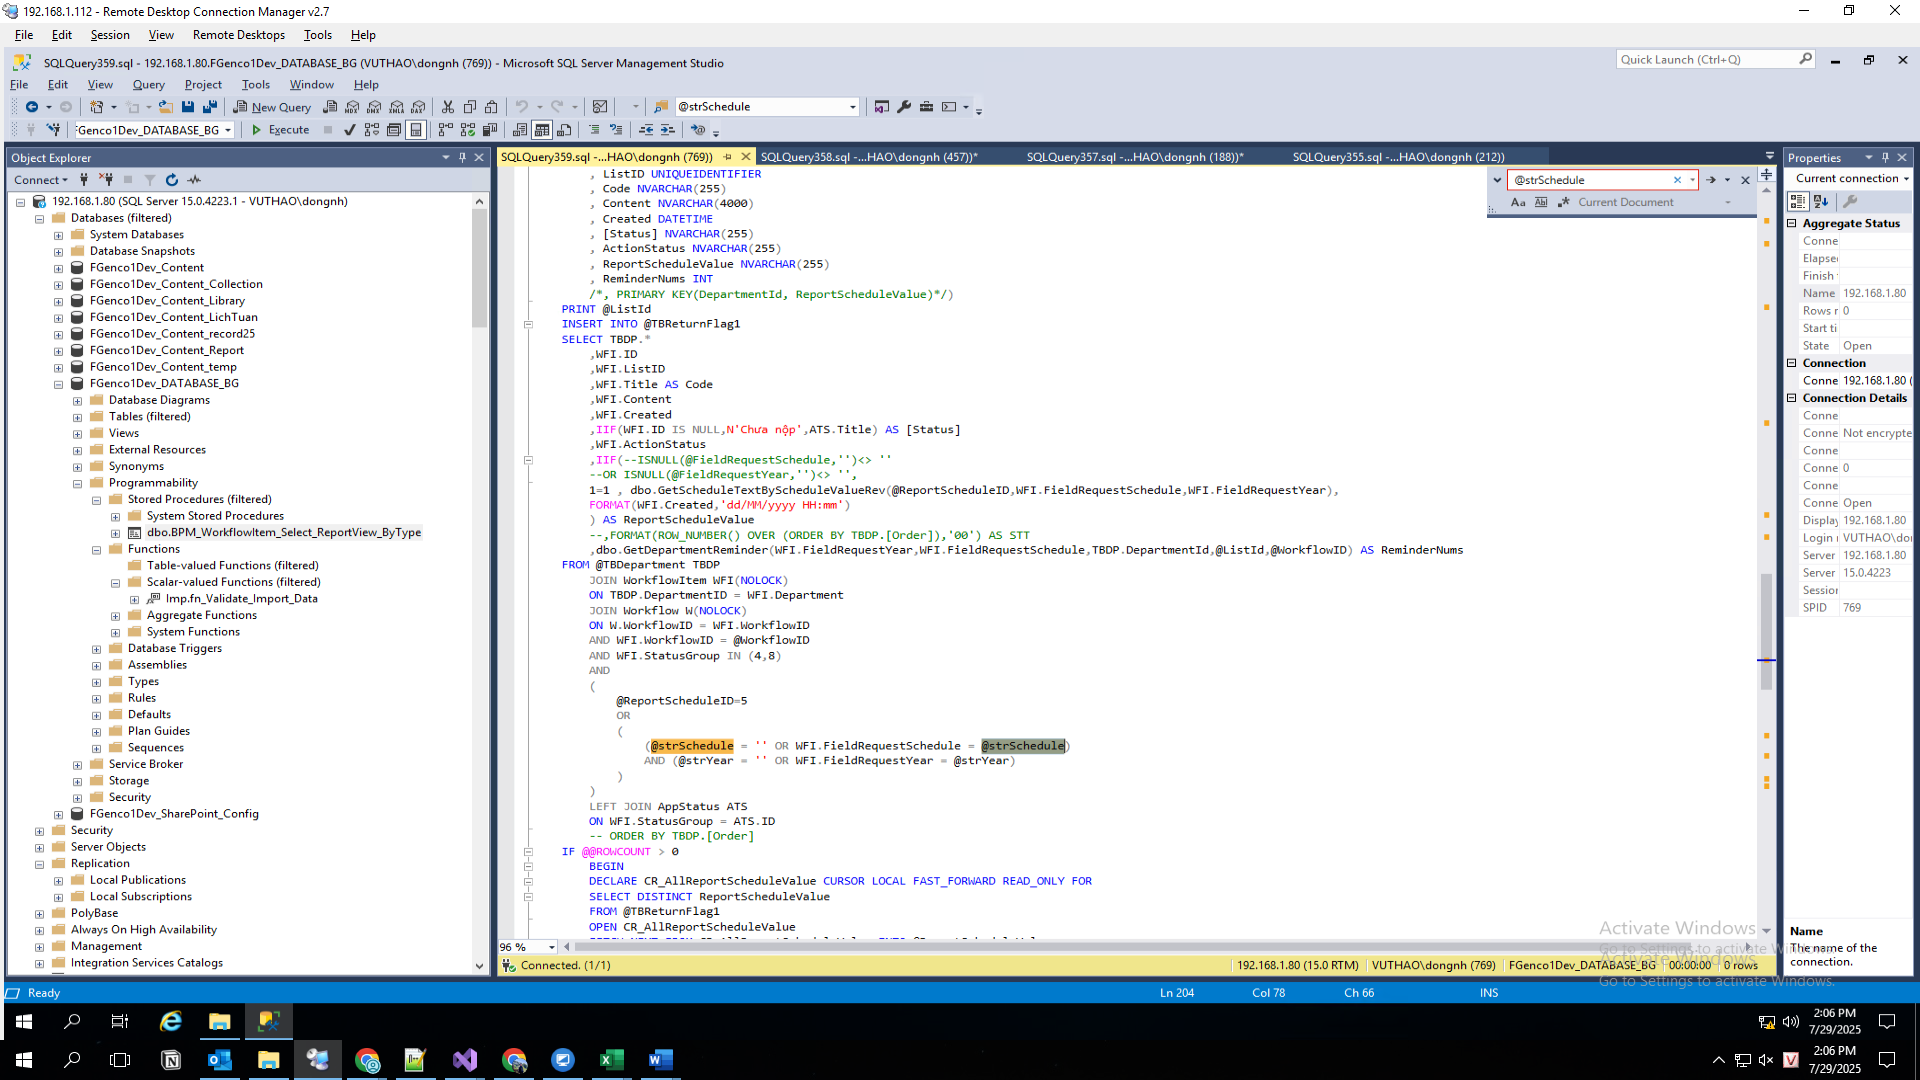 192.168.1.112 - Remote Desktop Connection Manager v2.7
File Edit Session View Remote Desktops Tools Help
SQLQuery359.sql - 192.168.1.80.FGenco1Dev_DATABASE_BG (VUTHAO\dongnh (769)) - Microsoft SQL Server Management Studio
Quick Launch (Ctrl+Q)
File Edit View Query Project Tools Window Help
New Query
@strSchedule
Genco1Dev_DATABASE_BG
Execute
Object Explorer
Connect
192.168.1.80 (SQL Server 15.0.4223.1 - VUTHAO\dongnh)
Databases (filtered)
System Databases
Database Snapshots
FGenco1Dev_Content
FGenco1Dev_Content_Collection
FGenco1Dev_Content_Library
FGenco1Dev_Content_LichTuan
FGenco1Dev_Content_record25
FGenco1Dev_Content_Report
FGenco1Dev_Content_temp
FGenco1Dev_DATABASE_BG
Database Diagrams
Tables (filtered)
Views
External Resources
Synonyms
Programmability
Stored Procedures (filtered)
System Stored Procedures
dbo.BPM_WorkflowItem_Select_ReportView_ByType
Functions
Table-valued Functions (filtered)
Scalar-valued Functions (filtered)
Imp.fn_Validate_Import_Data
Aggregate Functions
System Functions
Database Triggers
Assemblies
Types
Rules
Defaults
Plan Guides
Sequences
Service Broker
Storage
Security
FGenco1Dev_SharePoint_Config
Security
Server Objects
Replication
Local Publications
Local Subscriptions
PolyBase
Always On High Availability
Management
Integration Services Catalogs
SQLQuery359.sql -...HAO\dongnh (769)) SQLQuery358.sql -...HAO\dongnh (457))* SQLQuery357.sql -...HAO\dongnh (188))* SQLQuery355.sql -...HAO\dongnh (212))
@strSchedule
Aa Current Document
, ListID UNIQUEIDENTIFIER
, Code NVARCHAR(255)
, Content NVARCHAR(4000)
, Created DATETIME
, [Status] NVARCHAR(255)
, ActionStatus NVARCHAR(255)
, ReportScheduleValue NVARCHAR(255)
, ReminderNums INT
/*, PRIMARY KEY(DepartmentId, ReportScheduleValue)*/)
PRINT @ListId
INSERT INTO @TBReturnFlag1
SELECT TBDP.*
,WFI.ID
,WFI.ListID
,WFI.Title AS Code
,WFI.Content
,WFI.Created
,IIF(WFI.ID IS NULL,N'Chưa nộp',ATS.Title) AS [Status]
,WFI.ActionStatus
,IIF(--ISNULL(@FieldRequestSchedule,'')<> ''
--OR ISNULL(@FieldRequestYear,'')<> '',
1=1 , dbo.GetScheduleTextByScheduleValueRev(@ReportScheduleID,WFI.FieldRequestSchedule,WFI.FieldRequestYear),
FORMAT(WFI.Created,'dd/MM/yyyy HH:mm')
) AS ReportScheduleValue
--,FORMAT(ROW_NUMBER() OVER (ORDER BY TBDP.[Order]),'00') AS STT
,dbo.GetDepartmentReminder(WFI.FieldRequestYear,WFI.FieldRequestSchedule,TBDP.DepartmentId,@ListId,@WorkflowID) AS ReminderNums
FROM @TBDepartment TBDP
JOIN WorkflowItem WFI(NOLOCK)
ON TBDP.DepartmentID = WFI.Department
JOIN Workflow W(NOLOCK)
ON W.WorkflowID = WFI.WorkflowID
AND WFI.WorkflowID = @WorkflowID
AND WFI.StatusGroup IN (4,8)
AND
(
@ReportScheduleID=5
OR
(
(@strSchedule = '' OR WFI.FieldRequestSchedule = @strSchedule)
AND (@strYear = '' OR WFI.FieldRequestYear = @strYear)
)
)
LEFT JOIN AppStatus ATS
ON WFI.StatusGroup = ATS.ID
-- ORDER BY TBDP.[Order]
IF @@ROWCOUNT > 0
BEGIN
DECLARE CR_AllReportScheduleValue CURSOR LOCAL FAST_FORWARD READ_ONLY FOR
SELECT DISTINCT ReportScheduleValue
FROM @TBReturnFlag1
OPEN CR_AllReportScheduleValue
96 %
Connected. (1/1)
192.168.1.80 (15.0 RTM) VUTHAO\dongnh (769) FGenco1Dev_DATABASE_BG 00:00:00 0 rows
Properties
Current connection
Aggregate Status
Conne
Elapse
Finish
Name 192.168.1.80
Rows r 0
Start ti
State Open
Connection
Conne 192.168.1.80 (
Connection Details
Conne
Conne Not encrypte
Conne
Conne 0
Conne
Conne Open
Display 192.168.1.80
Login VUTHAO\do
Server 192.168.1.80
Server 15.0.4223
Session
SPID 769
Name
The name of the connection.
Activate Windows
Go to Settings to activate Windows.
Activate Windows
Go to Settings to activate Windows.
Ready
Ln 204 Col 78 Ch 66 INS
2:06 PM
7/29/2025
2:06 PM
7/29/2025